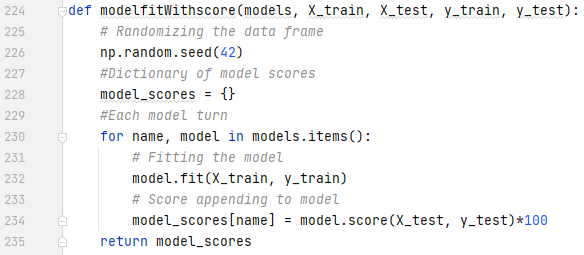 224 def modelfitWithscore(models, X_train, X_test, y_train, y_test):
225     # Randomizing the data frame
226     np.random.seed(42)
227     #Dictionary of model scores
228     model_scores = {}
229     #Each model turn
230     for name, model in models.items():
231         # Fitting the model
232         model.fit(X_train, y_train)
233         # Score appending to model
234         model_scores[name] = model.score(X_test, y_test)*100
235     return model_scores